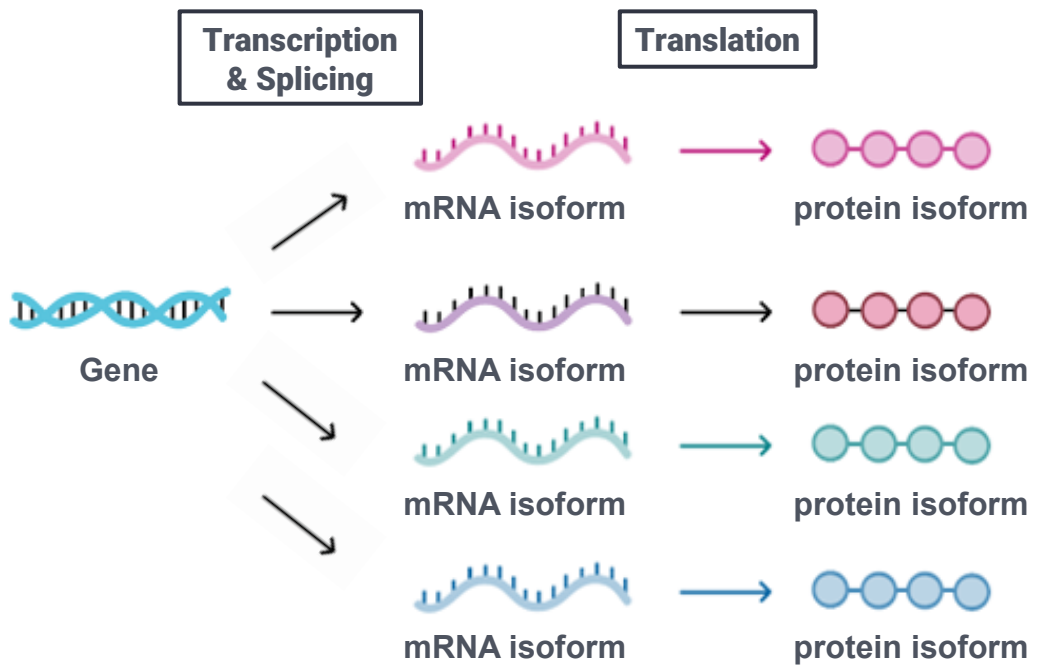 Transcription
& Splicing
Translation
mRNA isoform
protein isoform
Gene
mRNA isoform
protein isoform
mRNA isoform
protein isoform
mRNA isoform
protein isoform